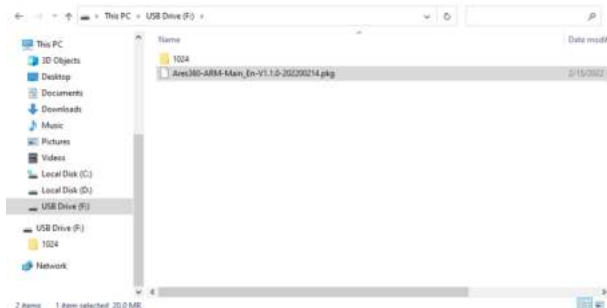 This PC > USB Drive (F:) >
Name
Date modif
This PC
3D Objects
Desktop
Documents
Downloads
Music
Pictures
Videos
Local Disk (C:)
Local Disk (D:)
USB Drive (F:)
USB Drive (F:)
1024
Network
1024
Ares360-ARM-Main_En-V1.1.0-202200214.pkg
2/15/2022
2 items
1 item selected 20.0 MB